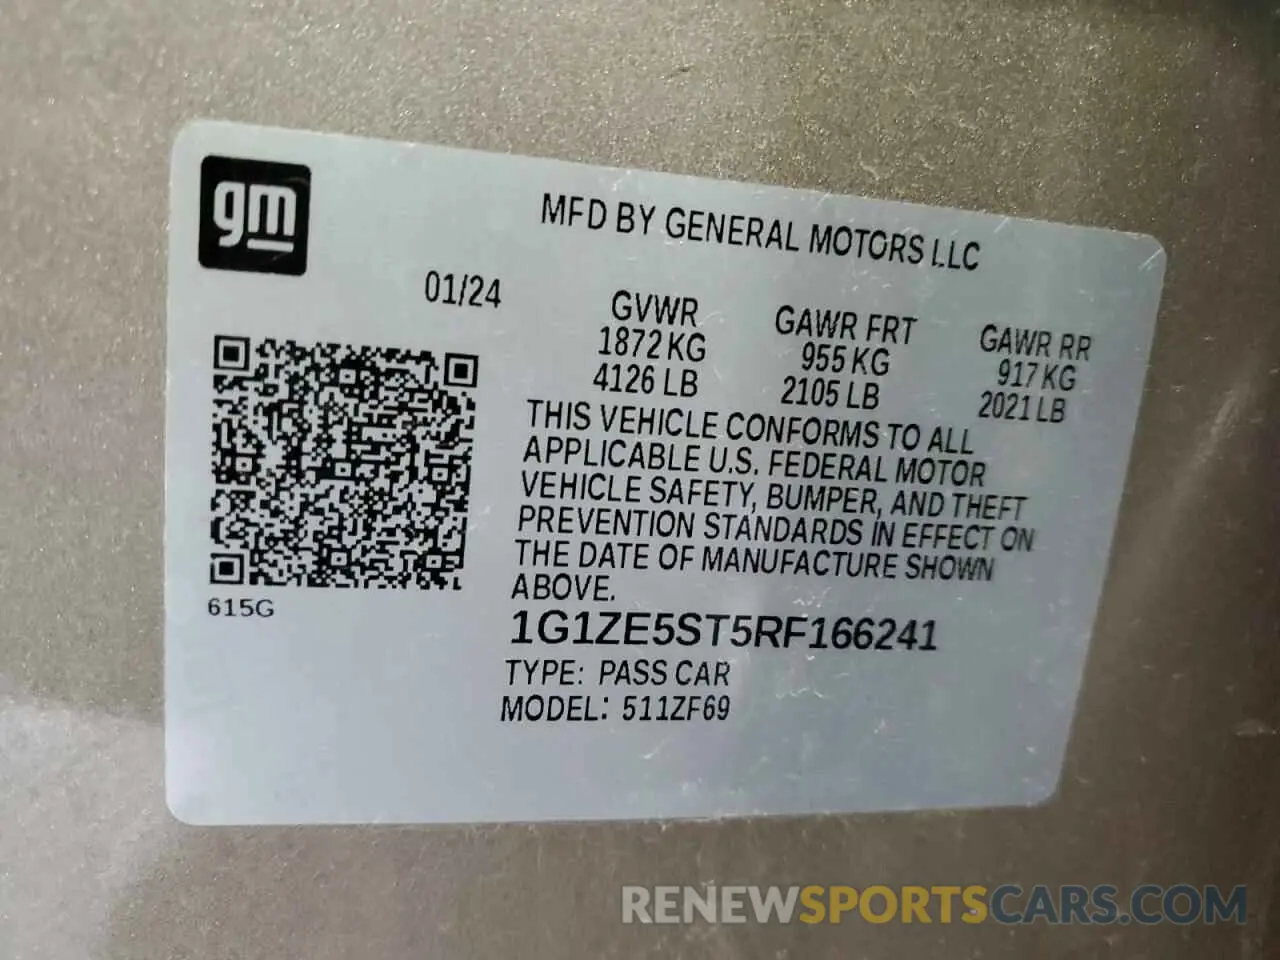 gm
MFD BY GENERAL MOTORS LLC
01/24
GVWR GAWR FRT GAWR RR
1872 KG 955 KG 917 KG
4126 LB 2105 LB 2021 LB
THIS VEHICLE CONFORMS TO ALL
APPLICABLE U.S. FEDERAL MOTOR
VEHICLE SAFETY, BUMPER, AND THEFT
PREVENTION STANDARDS IN EFFECT ON
THE DATE OF MANUFACTURE SHOWN
ABOVE.
615G
1G1ZE5ST5RF166241
TYPE: PASS CAR
MODEL: 511ZF69
RENEWSPORTSCARS.COM